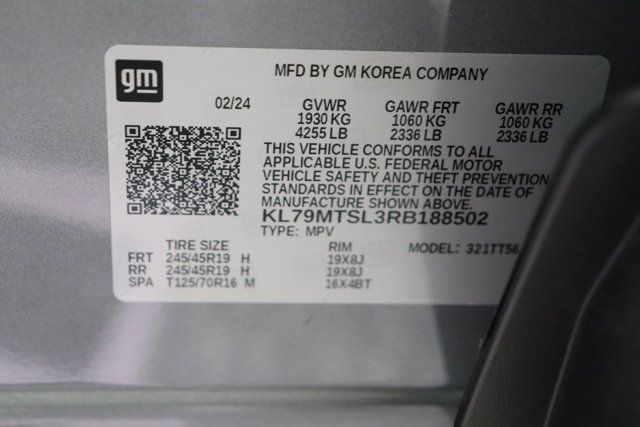 gm
MFD BY GM KOREA COMPANY
02/24 GVWR GAWR FRT GAWR RR
1930 KG 1060 KG 1060 KG
4255 LB 2336 LB 2336 LB
THIS VEHICLE CONFORMS TO ALL
APPLICABLE U.S. FEDERAL MOTOR
VEHICLE SAFETY AND THEFT PREVENTION
STANDARDS IN EFFECT ON THE DATE OF
MANUFACTURE SHOWN ABOVE.
KL79MTSL3RB188502
TYPE: MPV
TIRE SIZE RIM MODEL: 321TT56
FRT 245/45R19 H 19X8J
RR 245/45R19 H 19X8J
SPA T125/70R16 M 16X4BT